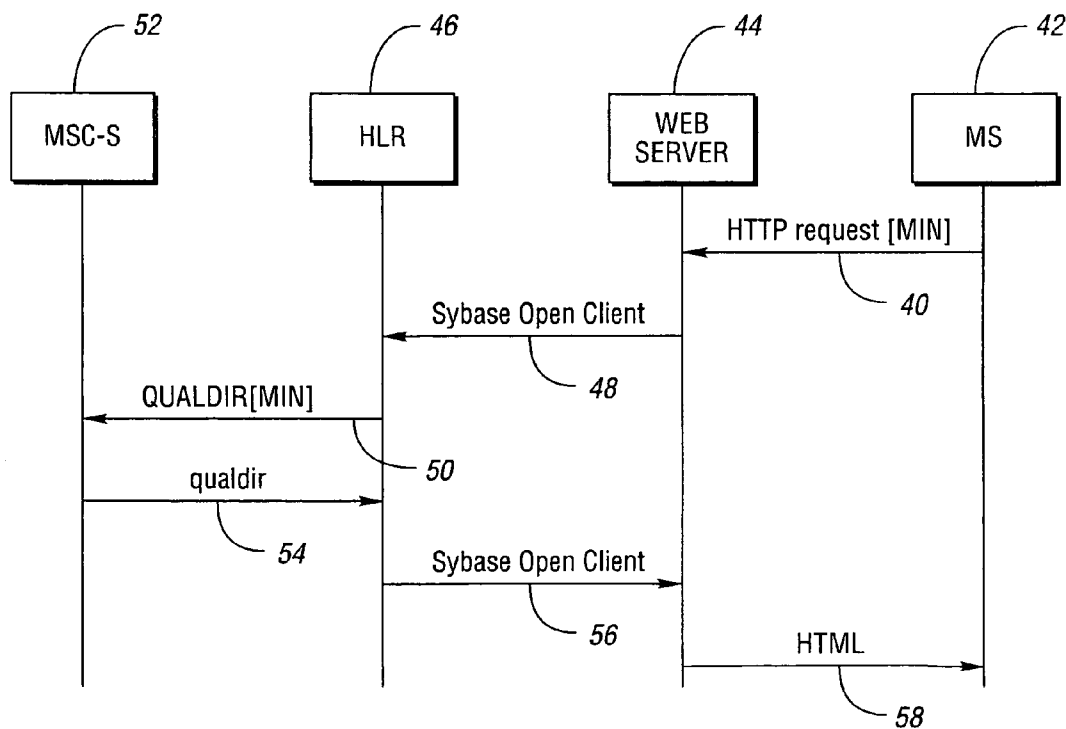 52
46
44
42
MSC-S
HLR
WEB
SERVER
MS
HTTP request [MIN]
40
Sybase Open Client
48
QUALDIR[MIN]
50
qualdir
54
Sybase Open Client
56
HTML
58